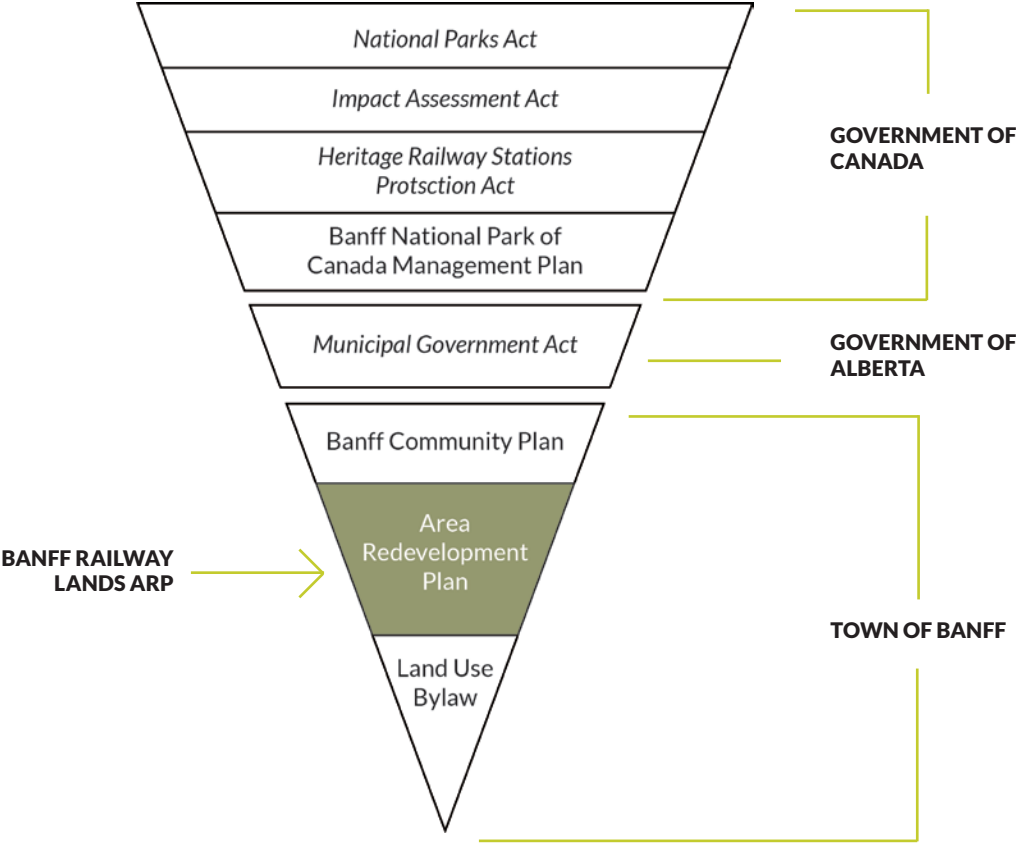 National Parks Act
Impact Assessment Act
Heritage Railway Stations
Protsction Act
Banff National Park of
Canada Management Plan
GOVERNMENT OF
CANADA
Municipal Government Act
GOVERNMENT OF
ALBERTA
Banff Community Plan
Area
Redevelopment
Plan
BANFF RAILWAY
LANDS ARP
Land Use
Bylaw
TOWN OF BANFF